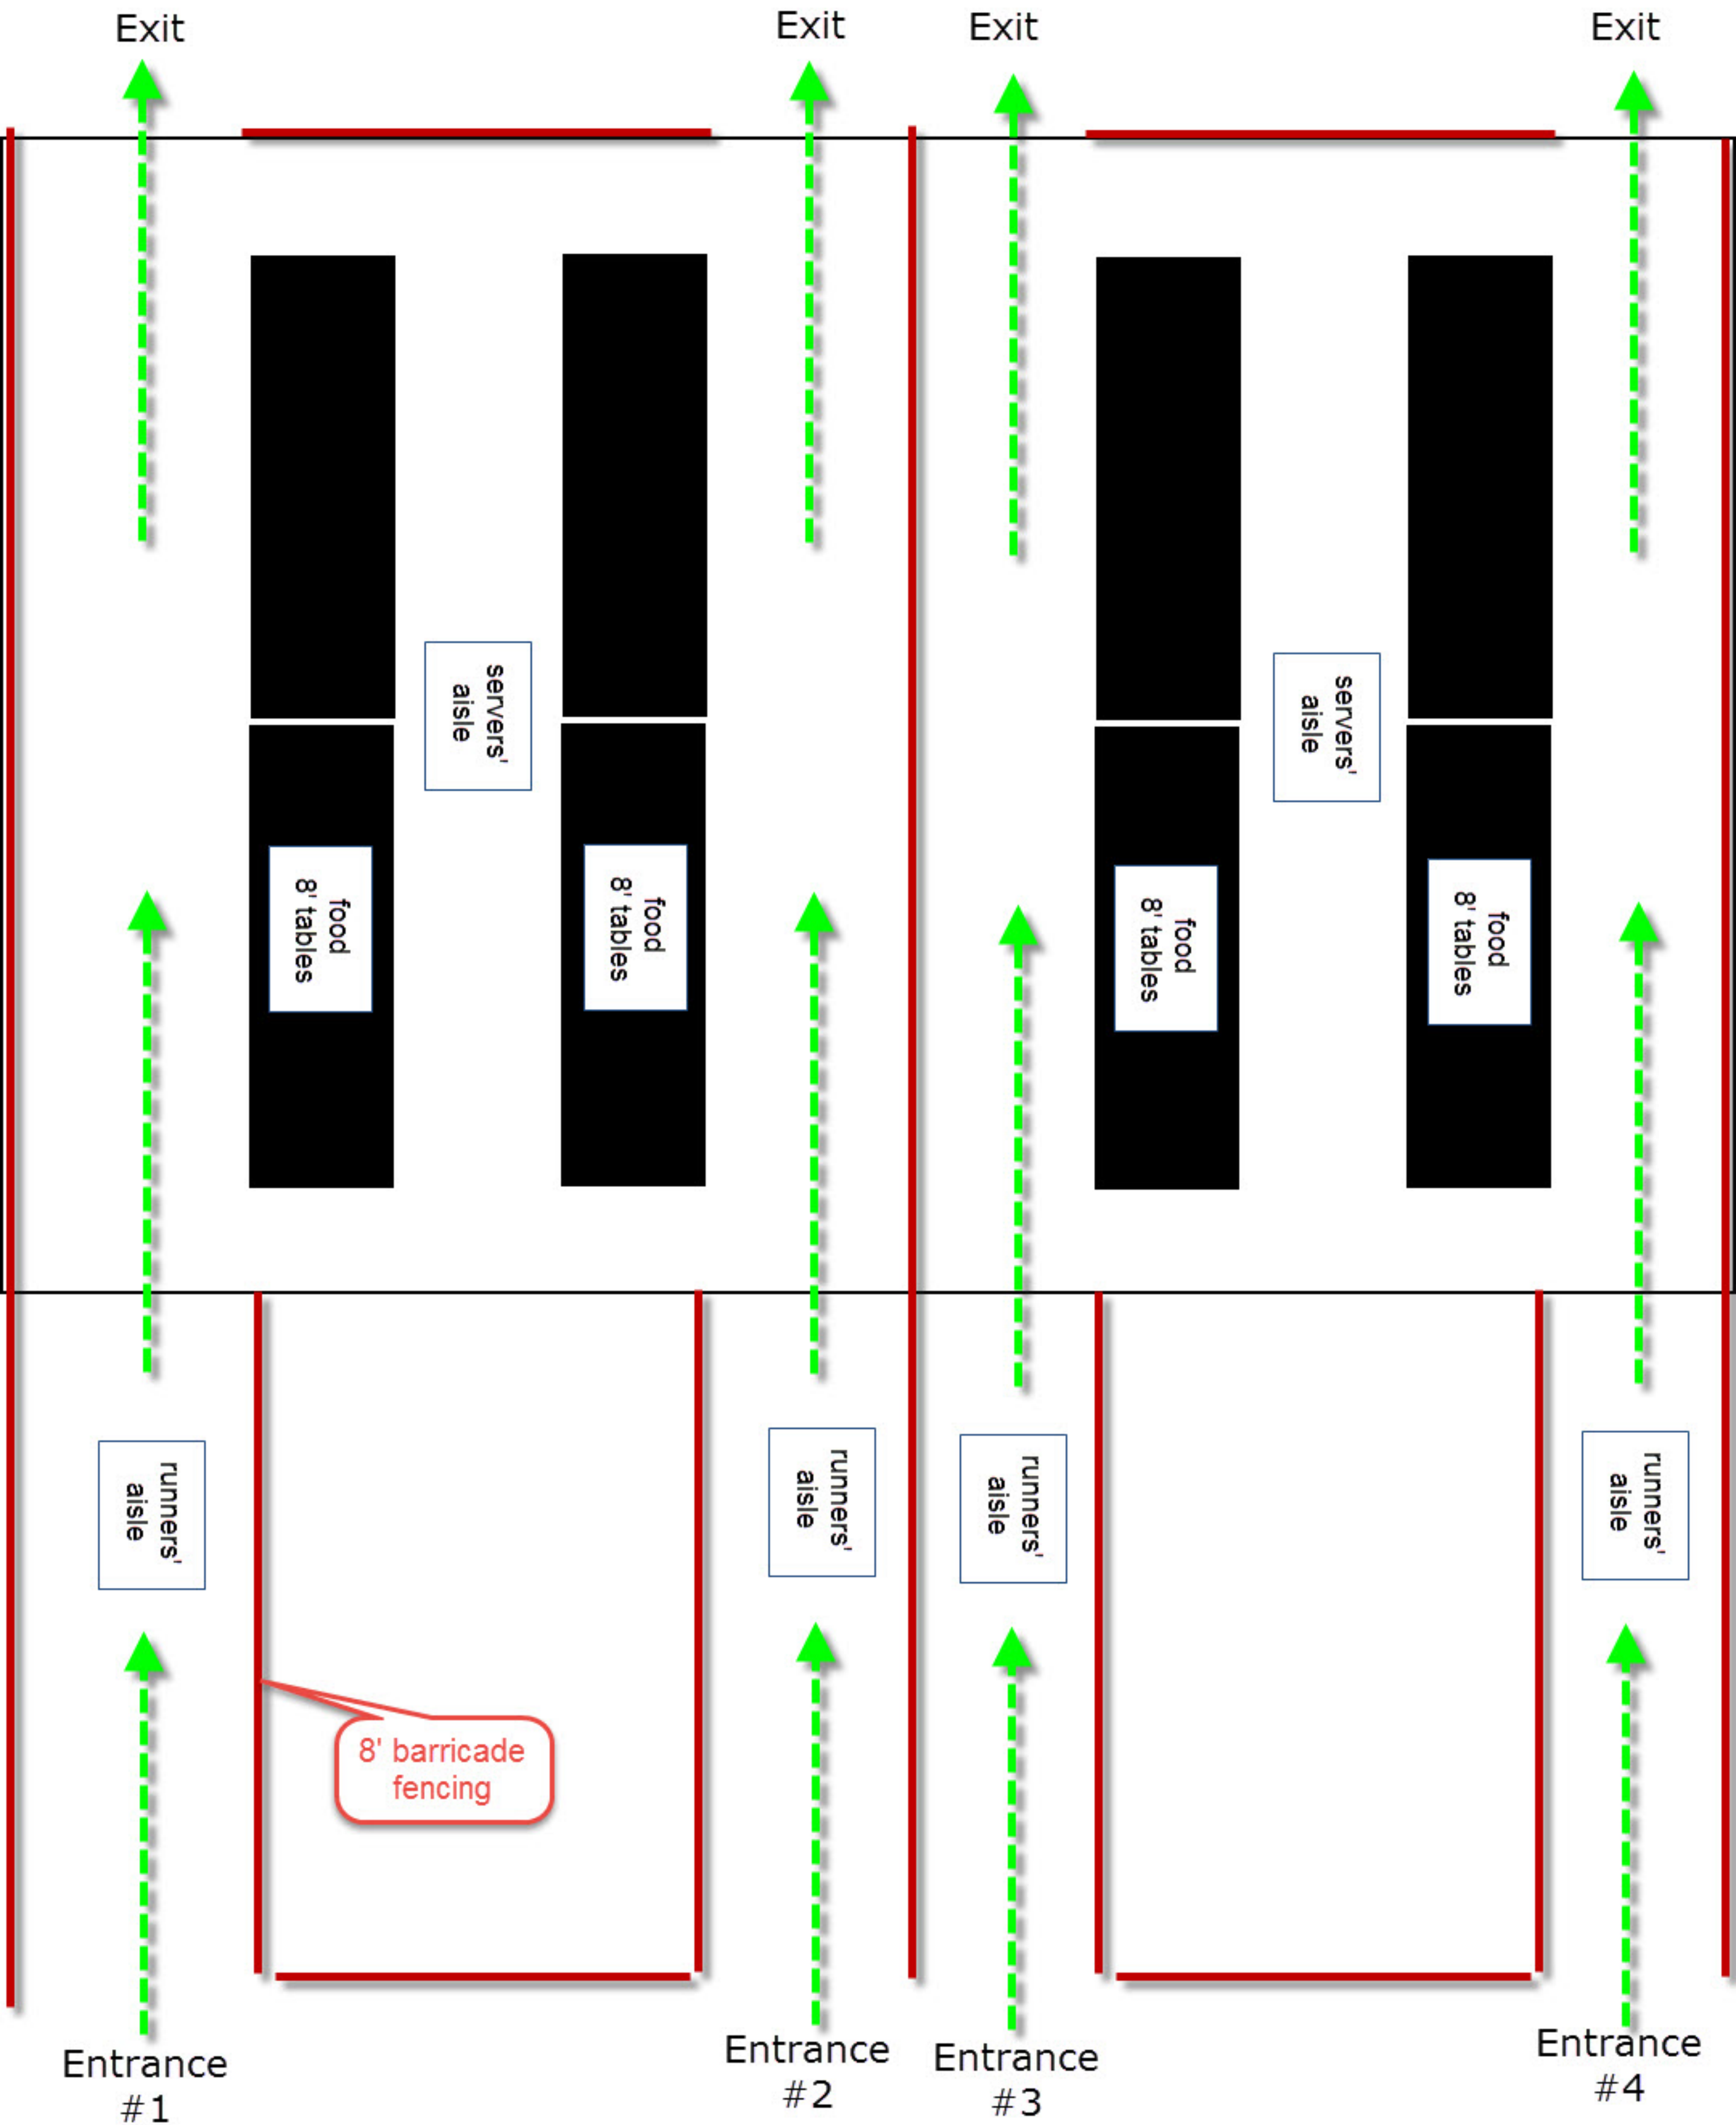 Exit
Exit
Exit
Exit
servers'
aisle
servers'
aisle
food
8' tables
food
8' tables
food
8' tables
food
8' tables
runners'
aisle
runners'
aisle
runners'
aisle
runners'
aisle
8' barricade
fencing
Entrance
#1
Entrance
#2
Entrance
#3
Entrance
#4